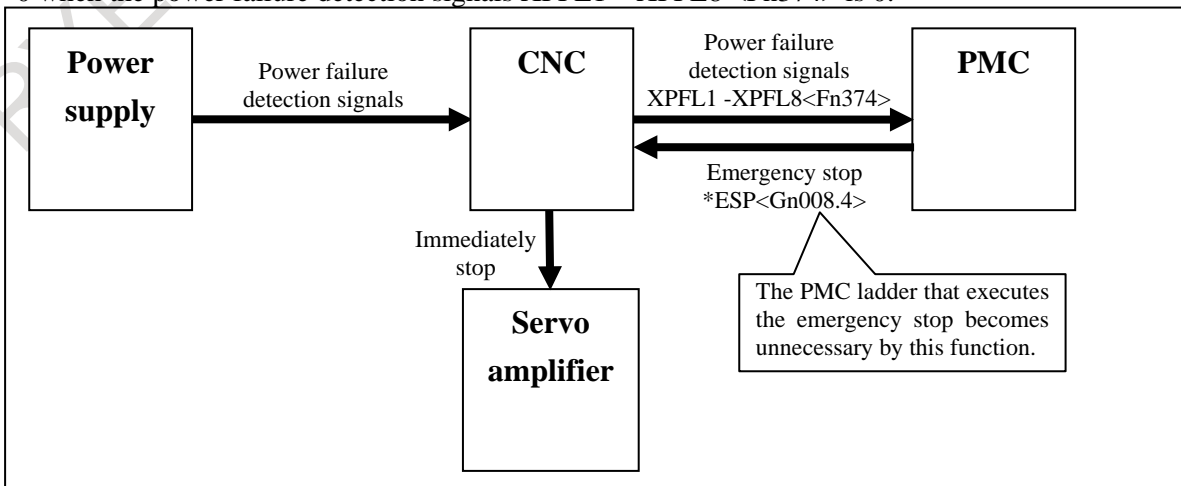 0 when the power failure detection signals XPFL1 – XPFL8 <Fn374> is 0.
Power
supply
Power failure
detection signals
CNC
Power failure
detection signals
XPFL1 -XPFL8<Fn374>
PMC
Emergency stop
*ESP<Gn008.4>
Immediately
stop
The PMC ladder that executes
the emergency stop becomes
unnecessary by this function.
Servo
amplifier